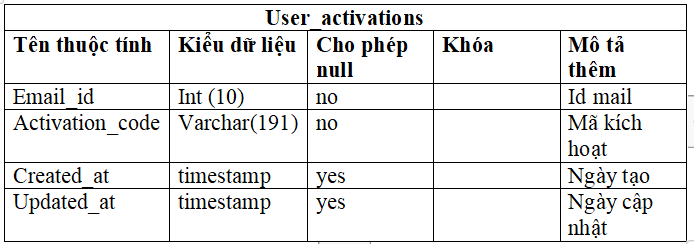 User_activations
Tên thuộc tính Kiểu dữ liệu Cho phép null Khóa Mô tả thêm
Email_id Int (10) no Id mail
Activation_code Varchar(191) no Mã kích hoạt
Created_at timestamp yes Ngày tạo
Updated_at timestamp yes Ngày cập nhật